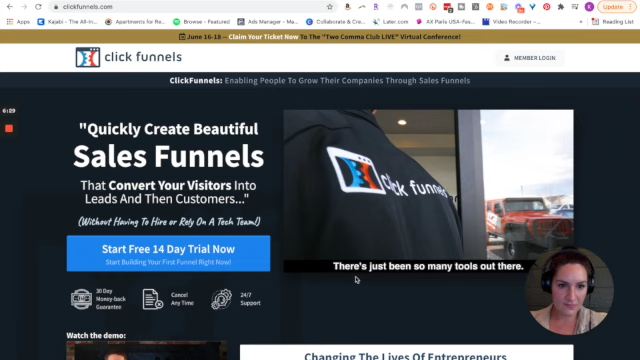 clickfunnels.com
Update
Apps
Kajabi - The All-In...
Apartments for Re...
Browse - Featured
Ads Manager - Ma...
Collaborate & Crea...
Later.com
AX Paris USA-Fas...
Video Recorder –...
Reading List
June 16-18 -- Claim Your Ticket Now To The "Two Comma Club LIVE" Virtual Conference!
click funnels
MEMBER LOGIN
ClickFunnels: Enabling People To Grow Their Companies Through Sales Funnels
6:29
"Quickly Create Beautiful
Sales Funnels
That Convert Your Visitors Into
Leads And Then Customers..."
(Without Having To Hire or Rely On A Tech Team!)
Start Free 14 Day Trial Now
Start Building Your First Funnel Right Now!
30 Day
Money-back
Guarantee
Cancel
Any Time
24/7
Support
click funnels
There's just been so many tools out there.
Watch the demo:
Changing The Lives Of Entrepreneurs